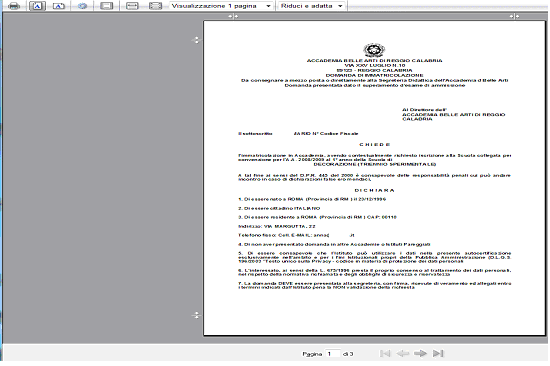 Visualizzazione 1 pagina
Riduci e adatta
ACCADEMIA BELLE ARTI DI REGGIO CALABRIA
VIA XXV LUGLIO N.10
89123 - REGGIO CALABRIA
DOMANDA DI IMMATRICOLAZIONE
Da consegnare a mezzo posta o direttamente alla Segreteria Didattica dell'Accademia di Belle Arti
Domanda presentata dato il superamento d'esame di ammissione
Al Direttore dell'
ACCADEMIA BELLE ARTI DI REGGIO
CALABRIA
Il sottoscritto N° Codice Fiscale
C H I E D E
l'immatricolazione in Accademia, avendo contestualmente richiesto iscrizione alla Scuola collegata per
convenzione per l'A.A. 2008/2009 al 1° anno della Scuola di
DECORAZIONE (TRIENNIO SPERIMENTALE)
A tal fine ai sensi del D.P.R. 445 del 2000 è consapevole delle responsabilità penali cui può andare
incontro in caso di dichiarazioni false e/o mendaci,
D I C H I A R A
1. Di essere nato a ROMA (Provincia di RM ) il 23/12/1996
2. Di essere cittadino ITALIANO
3. Di essere residente a ROMA (Provincia di RM ) CAP: 00110
Indirizzo: VIA MARGUTTA, 22
Telefono fisso: Cell. E-MAIL: anna .it
4. Di non aver presentato domanda in altre Accademie o Istituti Pareggiati
5. Di essere consapevole che l'Istituto può utilizzare i dati nella presente autocertificazione
esclusivamente nell'ambito e per i fini Istituzionali propri della Pubblica Amministrazione (D.L.G.S.
196/2003 "Testo unico sulla Privacy - codice in materia di protezione dei dati personali
6. L'interessato, ai sensi della L. 675/1996 presta il proprio consenso al trattamento dei dati personali,
nel rispetto della normativa richiamata e degli obblighi di sicurezza e riservatezza
7. La domanda DEVE essere presentata alla segreteria, con firma, ricevute di versamento ed allegati entro
i termini indicati dall'Istituto pena la NON validazione della richiesta
Pagina 1 di 3